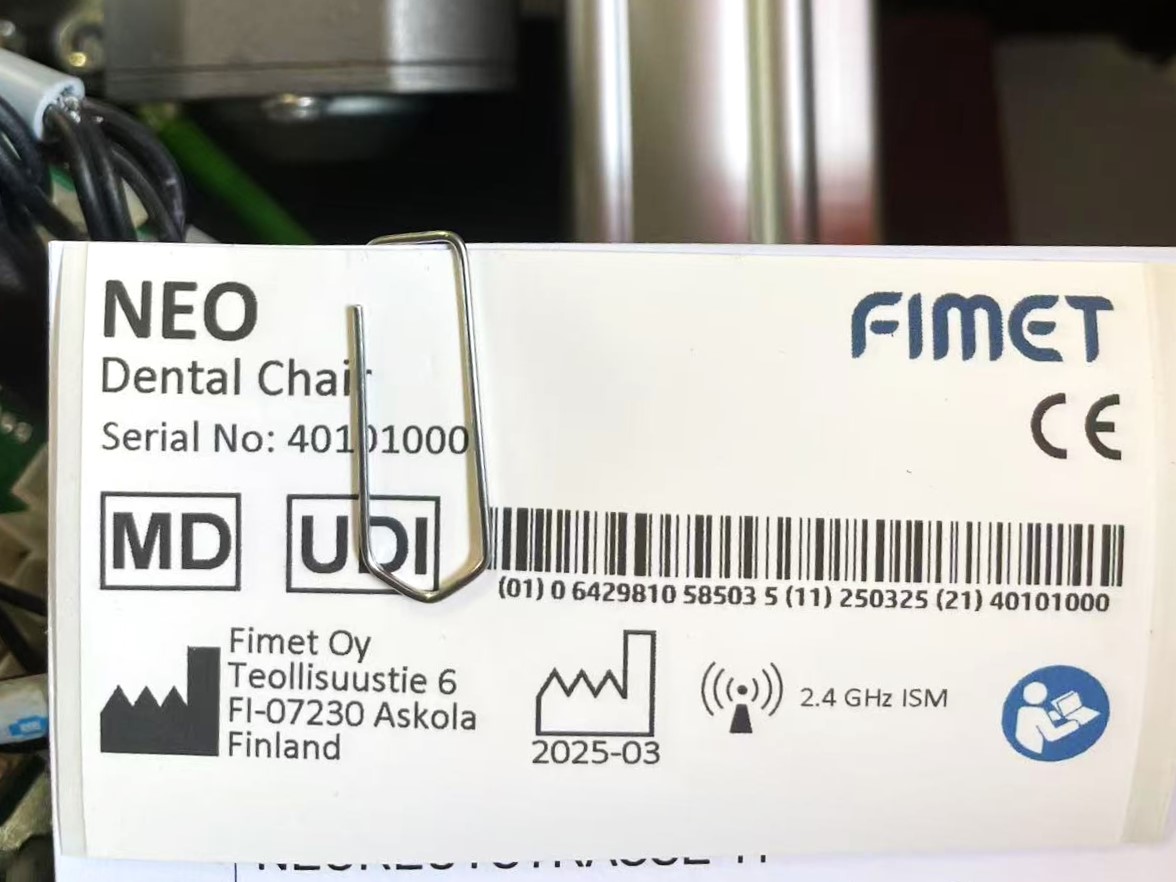 NEO
FIMET
Dental Chair
CE
Serial No: 40101000
MD
UDI
(01) 0 6429810 58503 5 (11) 250325 (21) 40101000
Fimet Oy
Teollisuustie 6
FI-07230 Askola
Finland
2025-03
2.4 GHz ISM